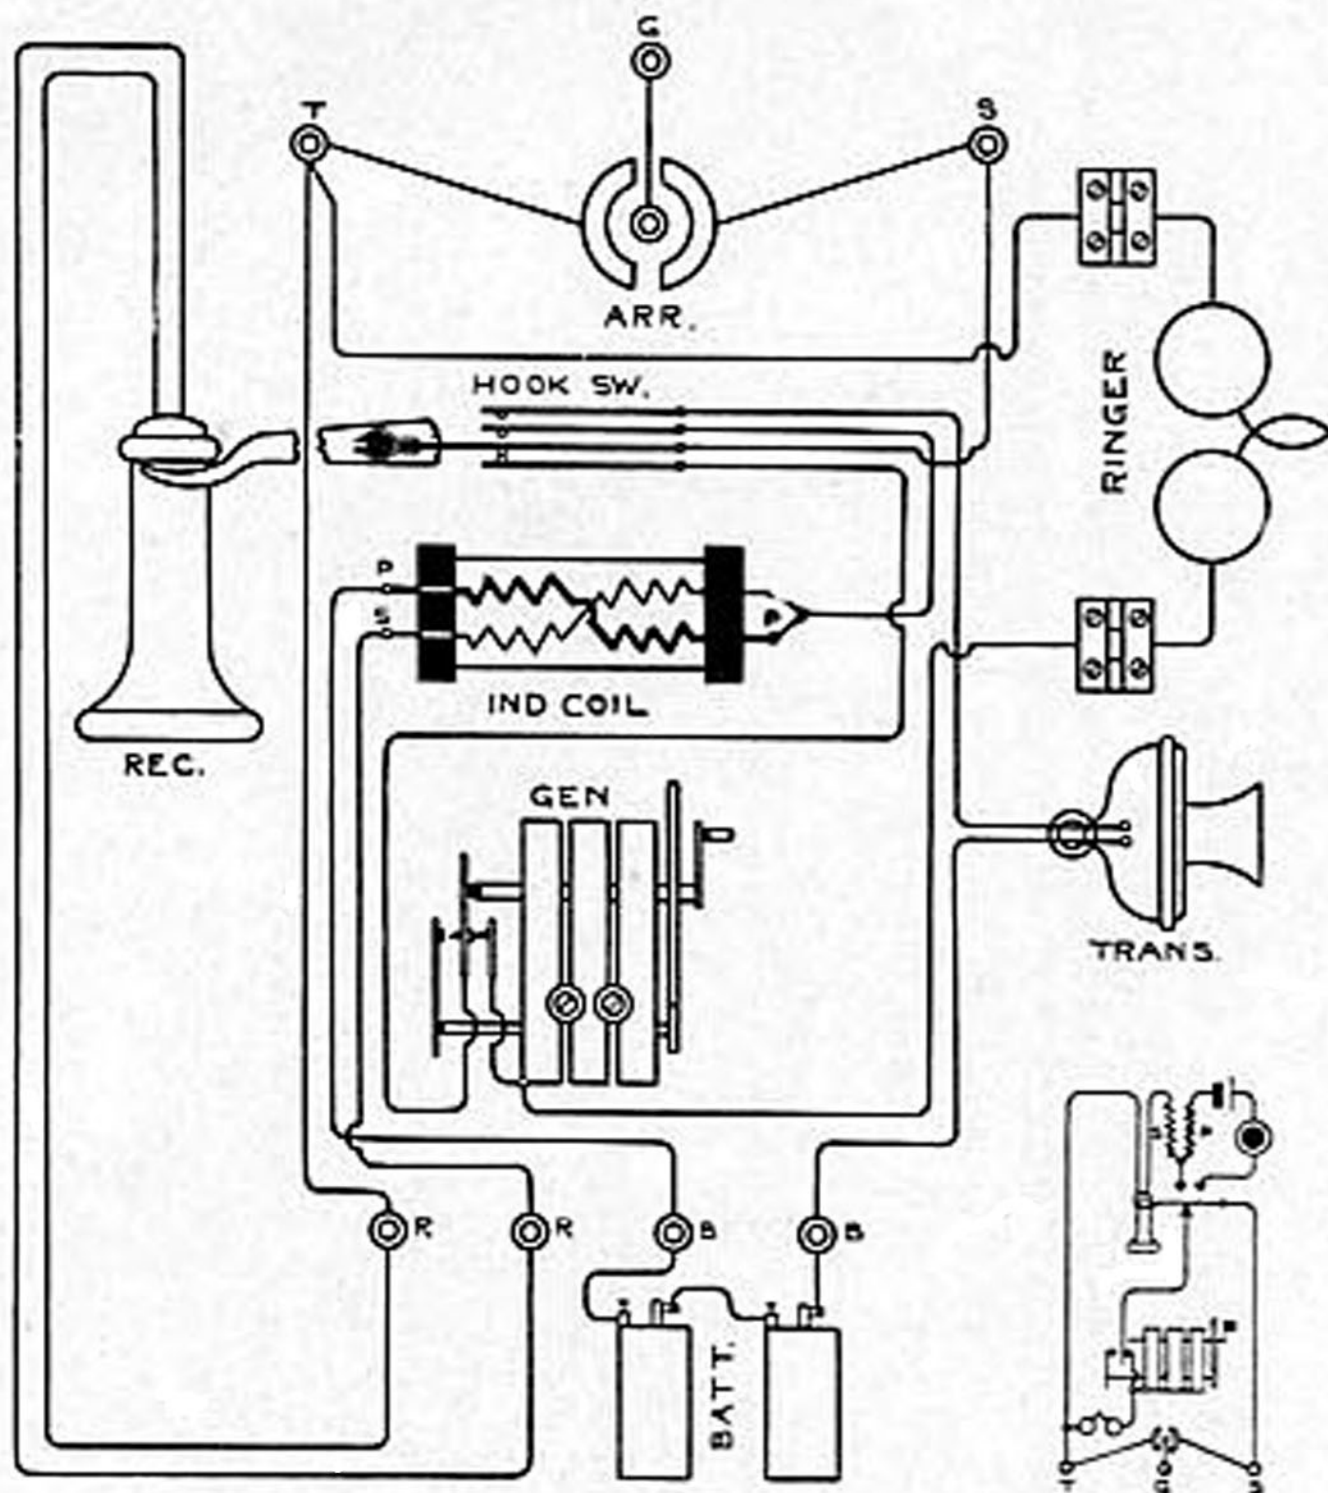 G
T
S
ARR.
HOOK SW.
RINGER
P
S
P
IND COIL
REC.
GEN
TRANS.
R
R
B
B
BATT.
T
G
S